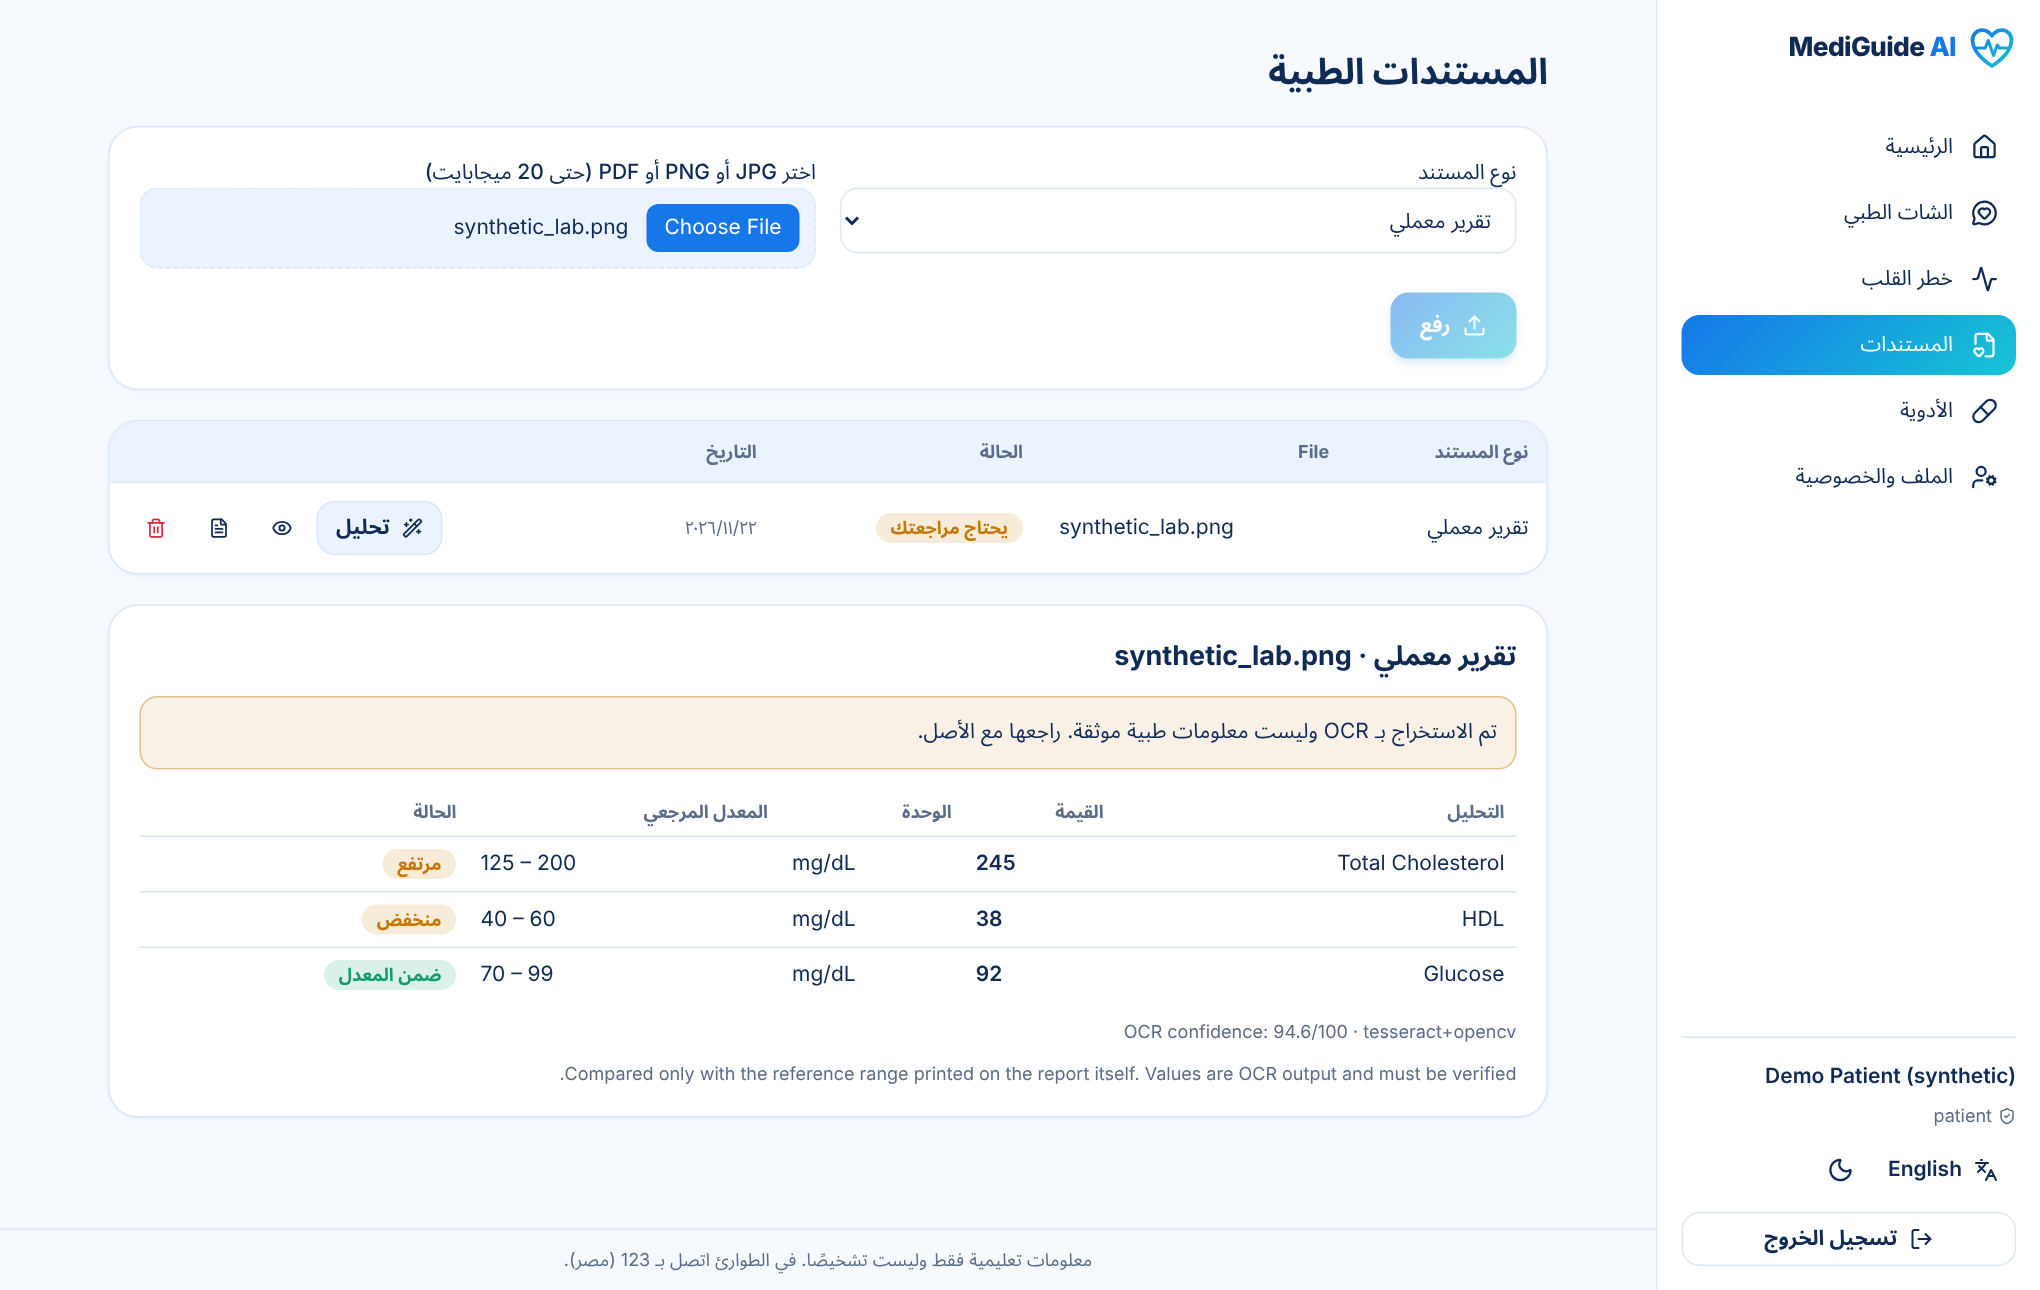 MediGuide AI
الرئيسية
الشات الطبي
خطر القلب
المستندات
الأدوية
الملف والخصوصية
Demo Patient (synthetic)
patient
English
تسجيل الخروج
المستندات الطبية
نوع المستند
تقرير معملي
اختر JPG أو PNG أو PDF (حتى 20 ميجابايت)
Choose File synthetic_lab.png
رفع
نوع المستند File الحالة التاريخ
تقرير معملي synthetic_lab.png يحتاج مراجعتك ٢٠٢٦/١١/٢٢ تحليل
تقرير معملي · synthetic_lab.png
تم الاستخراج بـ OCR وليست معلومات طبية موثقة. راجعها مع الأصل.
التحليل القيمة الوحدة المعدل المرجعي الحالة
Total Cholesterol 245 mg/dL 125 – 200 مرتفع
HDL 38 mg/dL 40 – 60 منخفض
Glucose 92 mg/dL 70 – 99 ضمن المعدل
OCR confidence: 94.6/100 · tesseract+opencv
Compared only with the reference range printed on the report itself. Values are OCR output and must be verified.
معلومات تعليمية فقط وليست تشخيصًا. في الطوارئ اتصل بـ 123 (مصر).